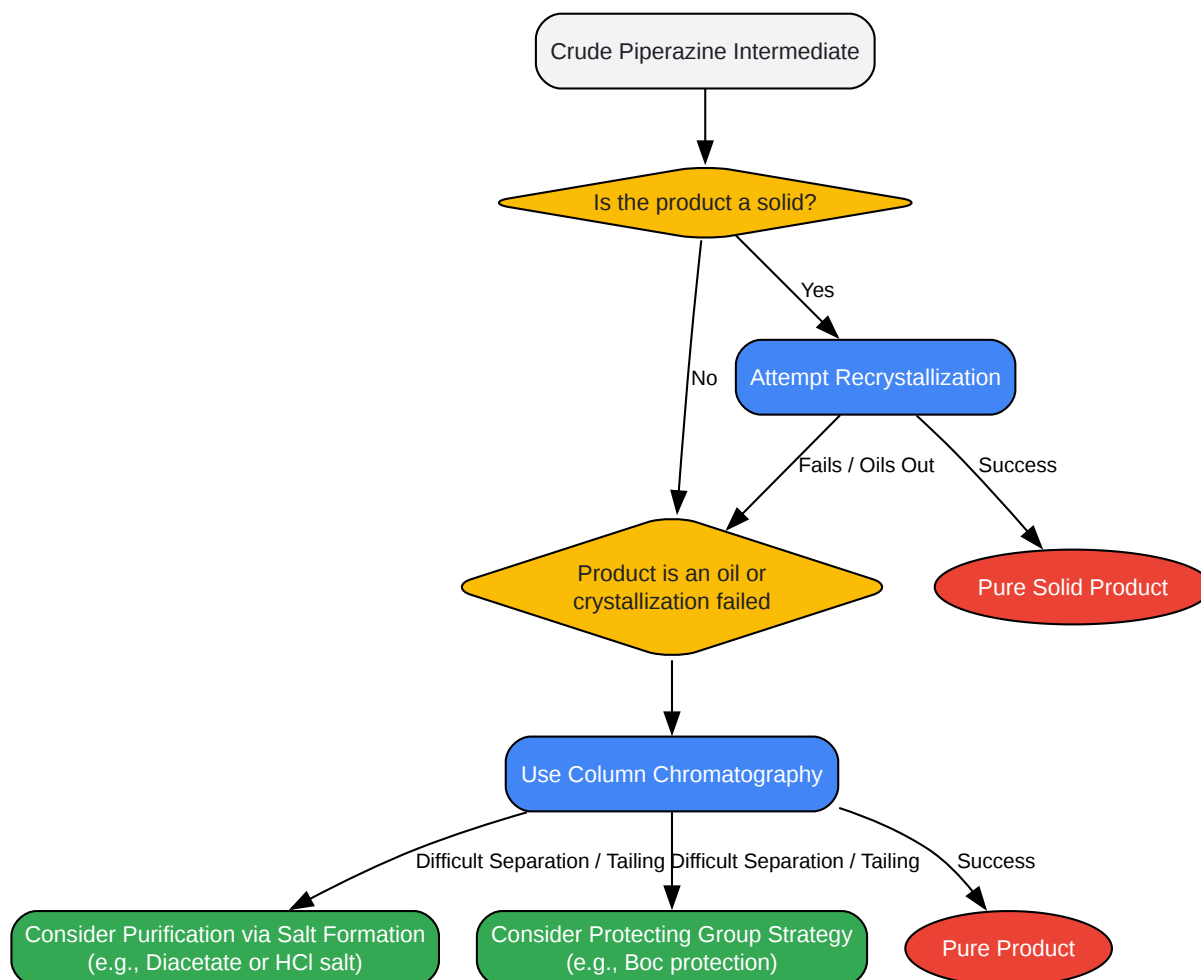 Crude Piperazine Intermediate
Is the product a solid?
Yes
No
Attempt Recrystallization
Fails / Oils Out
Success
Product is an oil or
crystallization failed
Pure Solid Product
Use Column Chromatography
Difficult Separation / Tailing
Difficult Separation / Tailing
Success
Consider Purification via Salt Formation
(e.g., Diacetate or HCl salt)
Consider Protecting Group Strategy
(e.g., Boc protection)
Pure Product